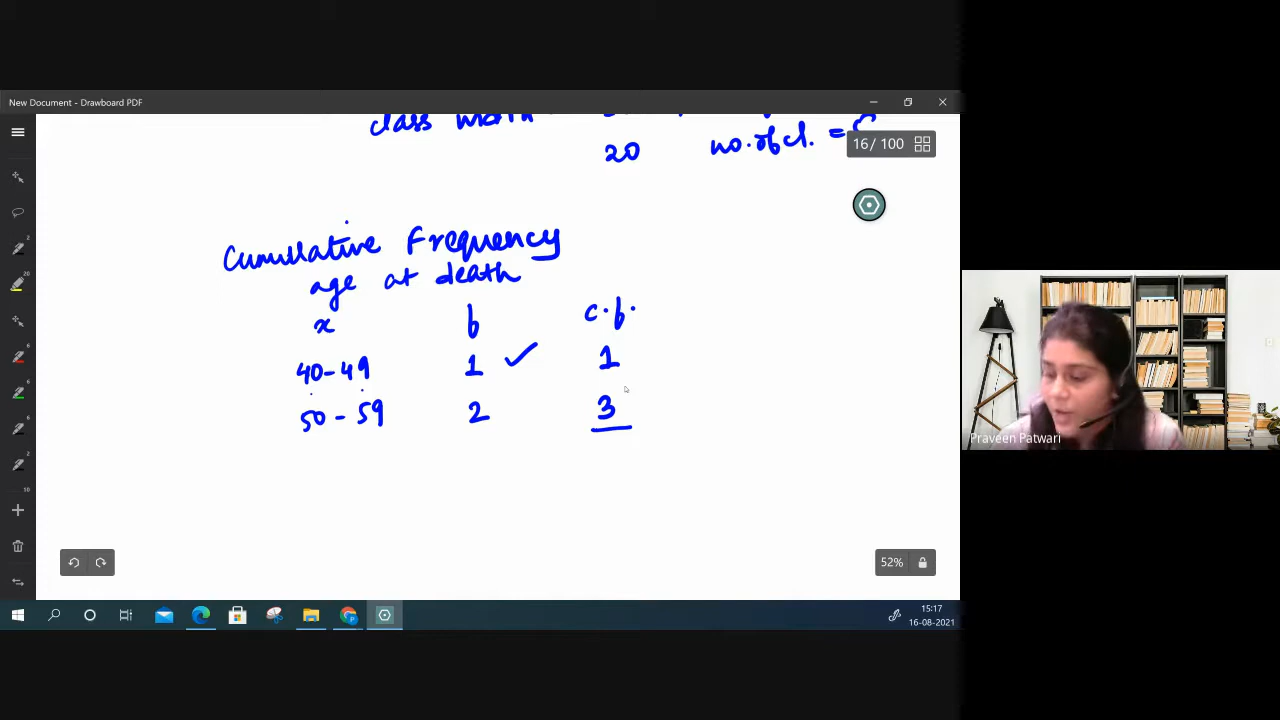 New Document - Drawboard PDF
class width
20 no. of cl. =
16 / 100
Cumullative Frequency
age at death
x f c.f.
40-49 1 ✓ 1
50-59 2 3
Praveen Patwari
52%
15:17
16-08-2021